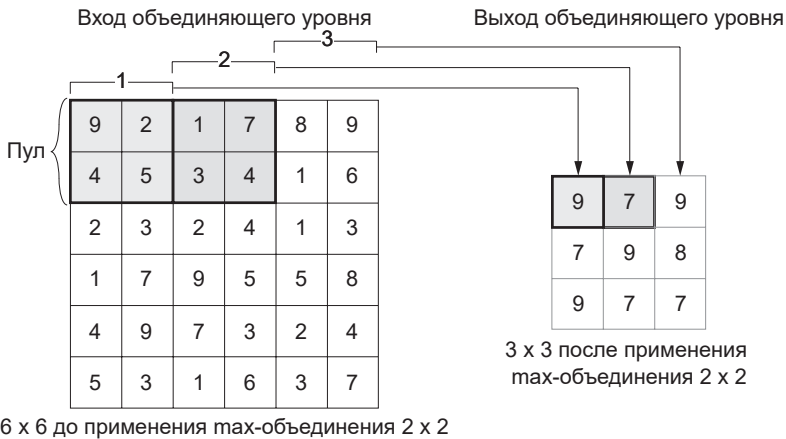 Вход объединяющего уровня
Выход объединяющего уровня
3
2
1
Пул
9 2 1 7 8 9
4 5 3 4 1 6
2 3 2 4 1 3
1 7 9 5 5 8
4 9 7 3 2 4
5 3 1 6 3 7
9 7 9
7 9 8
9 7 7
3 x 3 после применения
max-объединения 2 x 2
6 x 6 до применения max-объединения 2 x 2